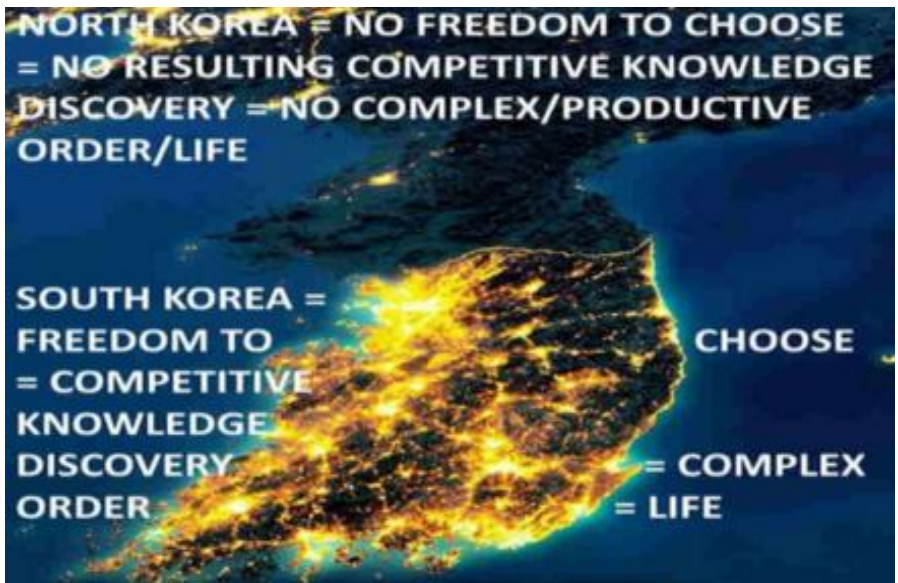 NORTH KOREA = NO FREEDOM TO CHOOSE
= NO RESULTING COMPETITIVE KNOWLEDGE
DISCOVERY = NO COMPLEX/PRODUCTIVE
ORDER/LIFE
SOUTH KOREA =
FREEDOM TO CHOOSE
= COMPETITIVE
KNOWLEDGE
DISCOVERY = COMPLEX
ORDER = LIFE